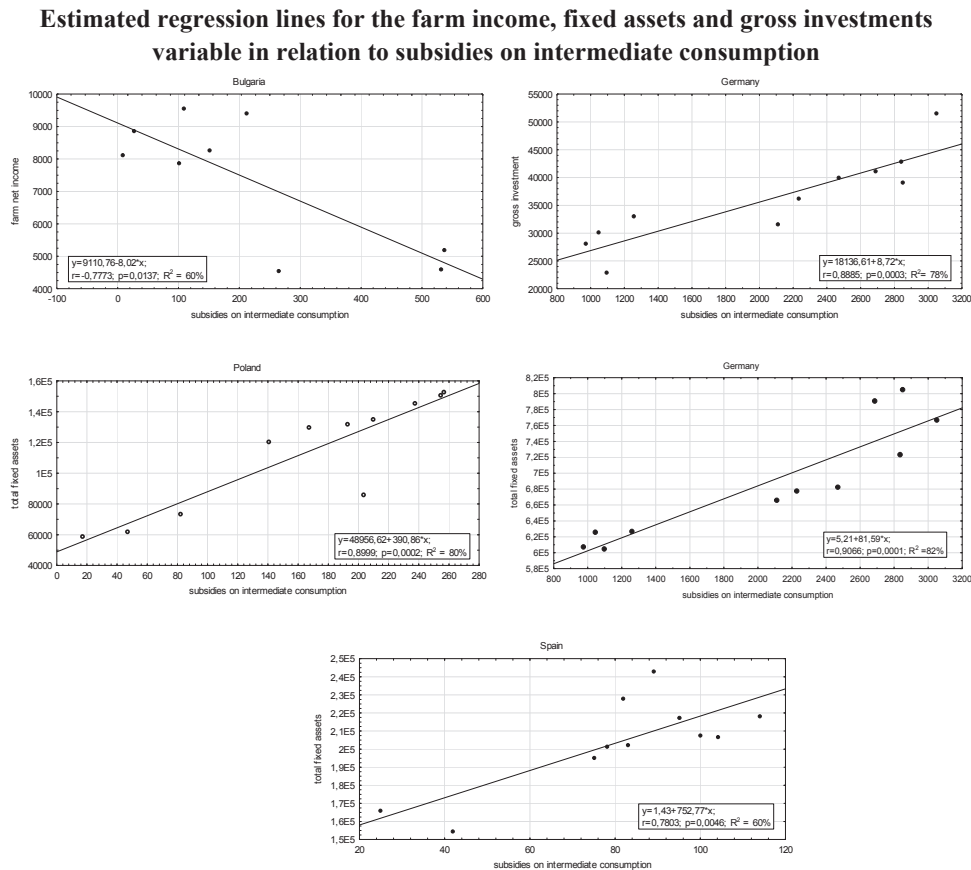 Estimated regression lines for the farm income, fixed assets and gross investments
variable in relation to subsidies on intermediate consumption
Bulgaria
10000
9000
8000
7000
6000
5000
4000
farm net income
y=9110,76-8,02*x;
r=-0,7773; p=0,0137; R² = 60%
-100 0 100 200 300 400 500 600
subsidies on intermediate consumption
Germany
55000
50000
45000
40000
35000
30000
25000
20000
gross investment
y=18136,61+8,72*x;
r=0,8885; p=0,0003; R²= 78%
800 1000 1200 1400 1600 1800 2000 2200 2400 2600 2800 3000 3200
subsidies on intermediate consumption
Poland
1,6E5
1,4E5
1,2E5
1E5
80000
60000
40000
total fixed assets
y=48956,62+390,86*x;
r=0,8999; p=0,0002; R² = 80%
0 20 40 60 80 100 120 140 160 180 200 220 240 260 280
subsidies on intermediate consumption
Germany
8,2E5
8E5
7,8E5
7,6E5
7,4E5
7,2E5
7E5
6,8E5
6,6E5
6,4E5
6,2E5
6E5
5,8E5
total fixed assets
y=5,21+81,59*x;
r=0,9066; p=0,0001; R² =82%
800 1000 1200 1400 1600 1800 2000 2200 2400 2600 2800 3000 3200
subsidies on intermediate consumption
Spain
2,5E5
2,3E5
2,2E5
2,1E5
2E5
1,9E5
1,8E5
1,7E5
1,6E5
1,5E5
total fixed assets
y=1,43+752,77*x;
r=0,7803; p=0,0046; R² = 60%
20 40 60 80 100 120
subsidies on intermediate consumption